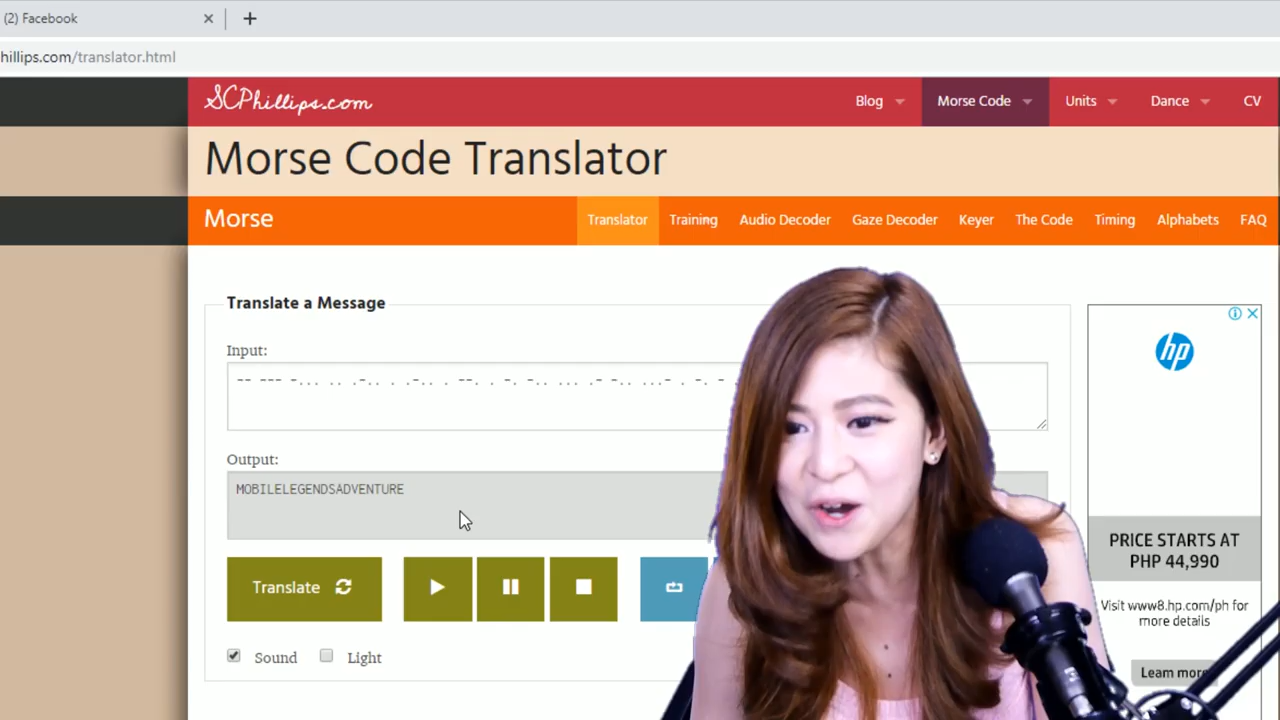 (2) Facebook
hillips.com/translator.html
SCPhillips.com Blog Morse Code Units Dance CV
Morse Code Translator
Morse Translator Training Audio Decoder Gaze Decoder Keyer The Code Timing Alphabets FAQ
Translate a Message
Input:
-- --- -... .. .-.. . .-.. . --. . -. -.. ... .- -.. ...- . -. - .
Output:
MOBILELEGENDSADVENTURE
Translate
Sound Light
hp
PRICE STARTS AT
PHP 44,990
Visit www8.hp.com/ph for
more details
Learn more